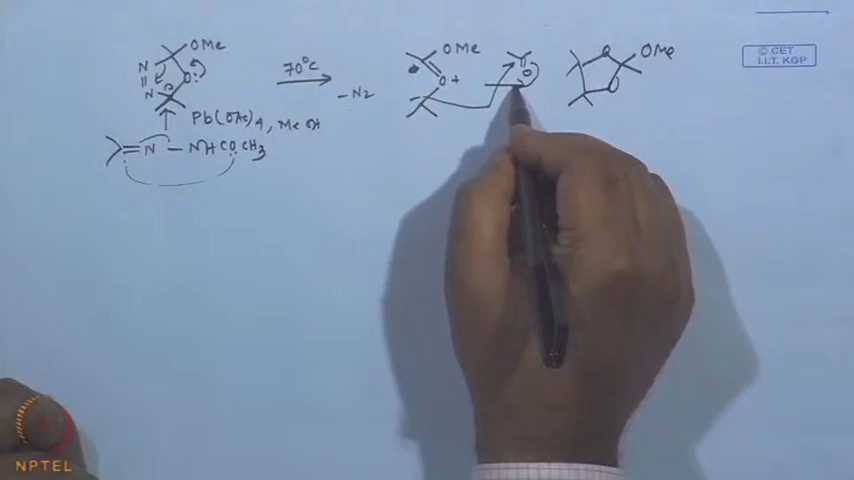 OMe
N
N
O:
Pb(OAc)4, MeOH
N - NHCOCH3
70°C
-N2
OMe
O+
O
O
OMe
O
© CET
I.I.T. KGP
NPTEL